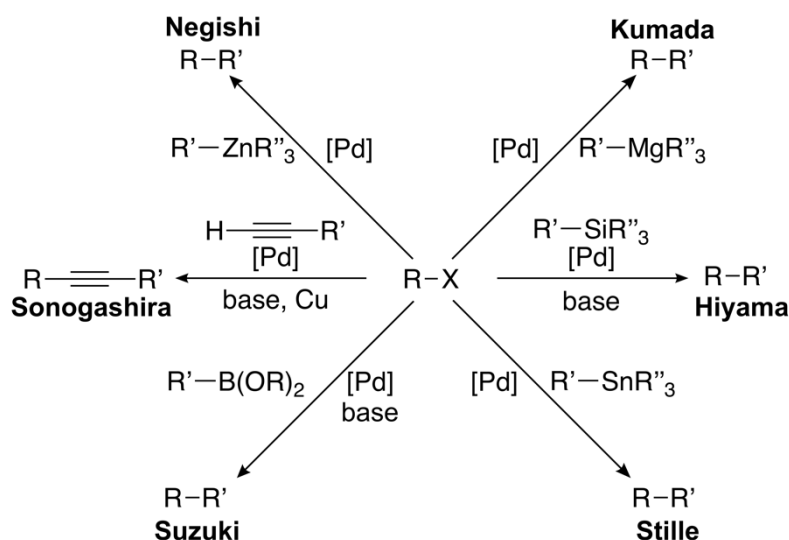 Negishi
R–R’
Kumada
R–R’
R’–ZnR”₃
[Pd]
[Pd]
R’–MgR”₃
H
R’
[Pd]
base, Cu
R
R’
Sonogashira
R–X
R’–SiR”₃
[Pd]
base
R–R’
Hiyama
R’–B(OR)₂
[Pd]
base
[Pd]
R’–SnR”₃
R–R’
Suzuki
R–R’
Stille